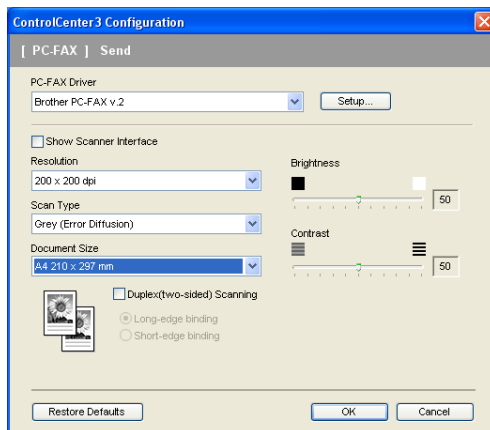 ControlCenter3 Configuration
[ PC-FAX ] Send
PC-FAX Driver
Brother PC-FAX v.2
Setup...
Show Scanner Interface
Resolution
200 x 200 dpi
Scan Type
Grey (Error Diffusion)
Document Size
A4 210 x 297 mm
Brightness
50
Contrast
50
Duplex(two-sided) Scanning
Long-edge binding
Short-edge binding
Restore Defaults
OK
Cancel